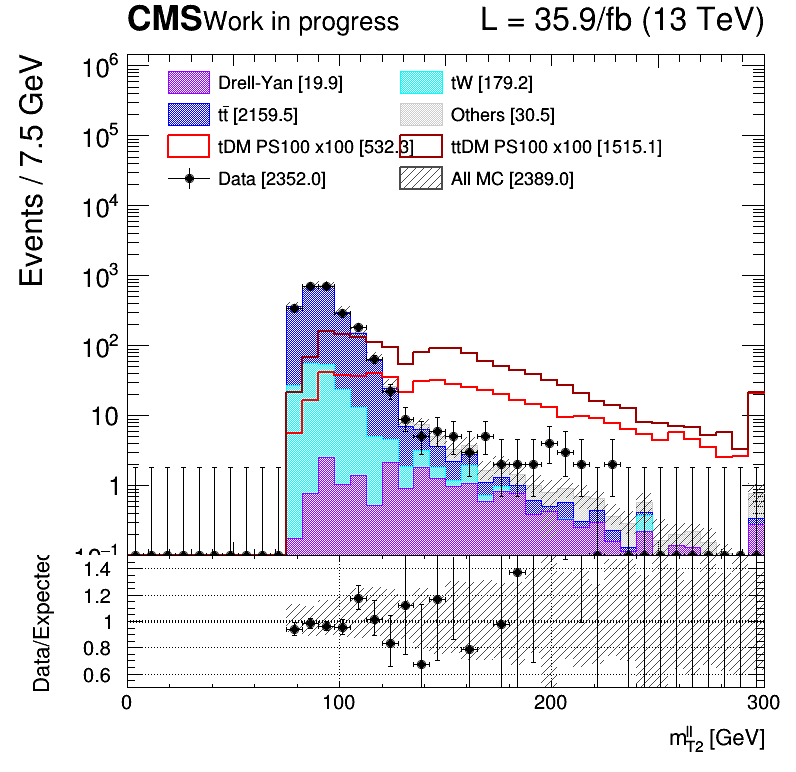 CMS Work in progress L = 35.9/fb (13 TeV)
Events / 7.5 GeV
10⁶
10⁵
10⁴
10³
10²
10
1
10⁻¹
Drell-Yan [19.9]
tW [179.2]
tt̄ [2159.5]
Others [30.5]
tDM PS100 x100 [532.3]
ttDM PS100 x100 [1515.1]
Data [2352.0]
All MC [2389.0]
Data/Expected
1.4
1.2
1
0.8
0.6
0 100 200 300
m_T2^ll [GeV]